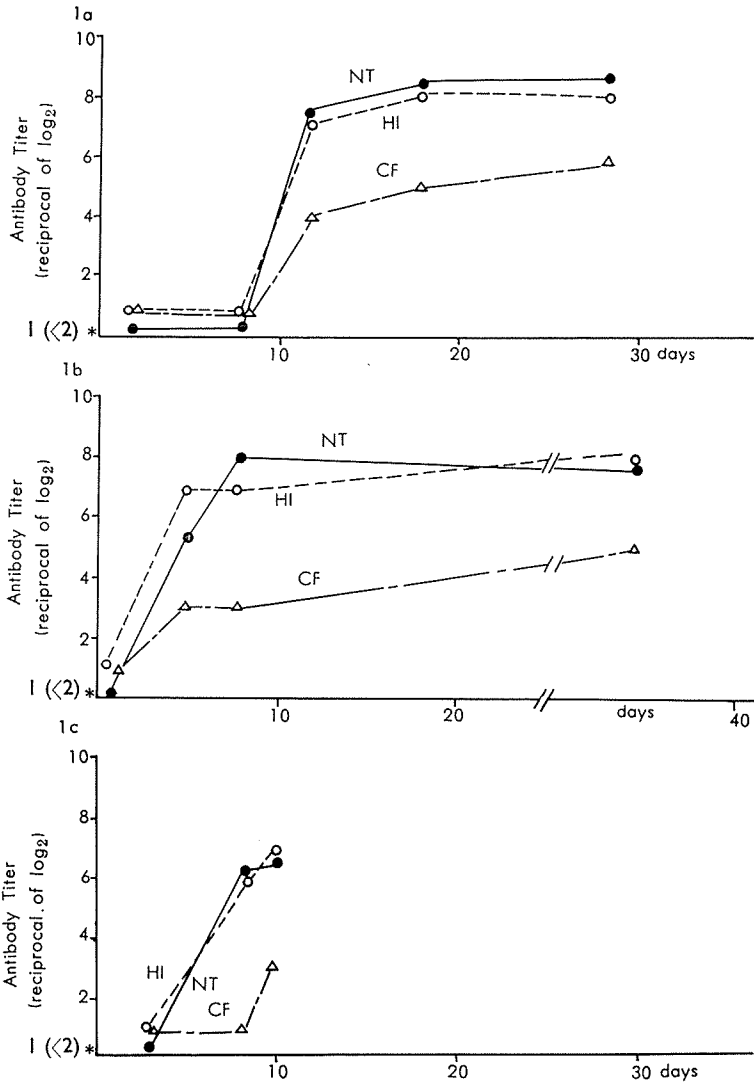 1a
Antibody Titer
(reciprocal of log2)
10
8
6
4
2
1 (<2) *
NT
HI
CF
10
20
30 days
1b
Antibody Titer
(reciprocal of log2)
10
8
6
4
2
1 (<2) *
NT
HI
CF
10
20
days
40
1c
Antibody Titer
(reciprocal of log2)
10
8
6
4
2
1 (<2) *
HI
NT
CF
10
20
30 days